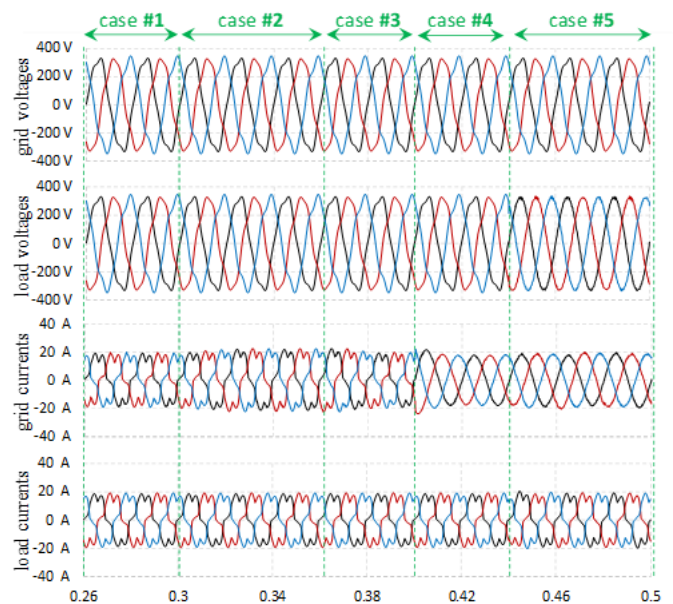 case #1 case #2 case #3 case #4 case #5
400 V
200 V
0 V
-200 V
-400 V
grid voltages
400 V
200 V
0 V
-200 V
-400 V
load voltages
40 A
20 A
0 A
-20 A
-40 A
grid currents
40 A
20 A
0 A
-20 A
-40 A
load currents
0.26 0.3 0.34 0.38 0.42 0.46 0.5